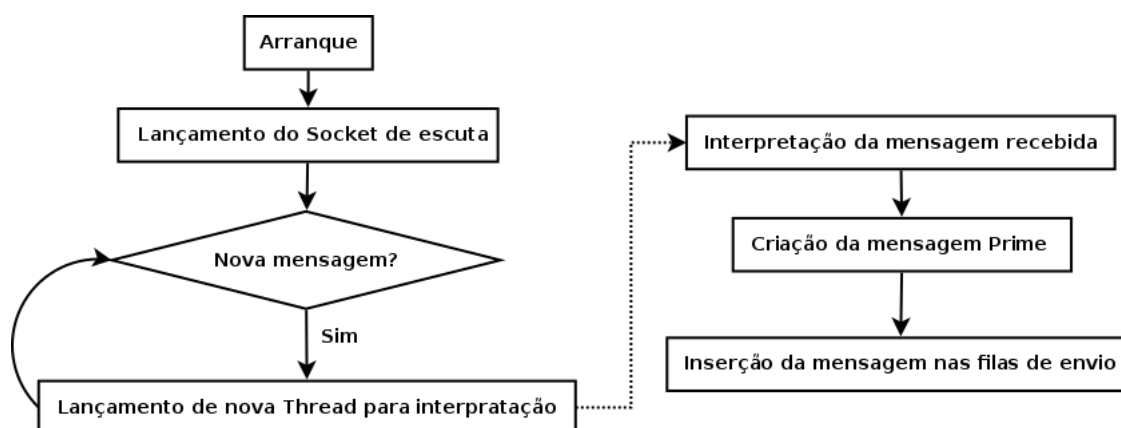 Arranque
Lançamento do Socket de escuta
Nova mensagem?
Sim
Lançamento de nova Thread para interpratação
Interpretação da mensagem recebida
Criação da mensagem Prime
Inserção da mensagem nas filas de envio